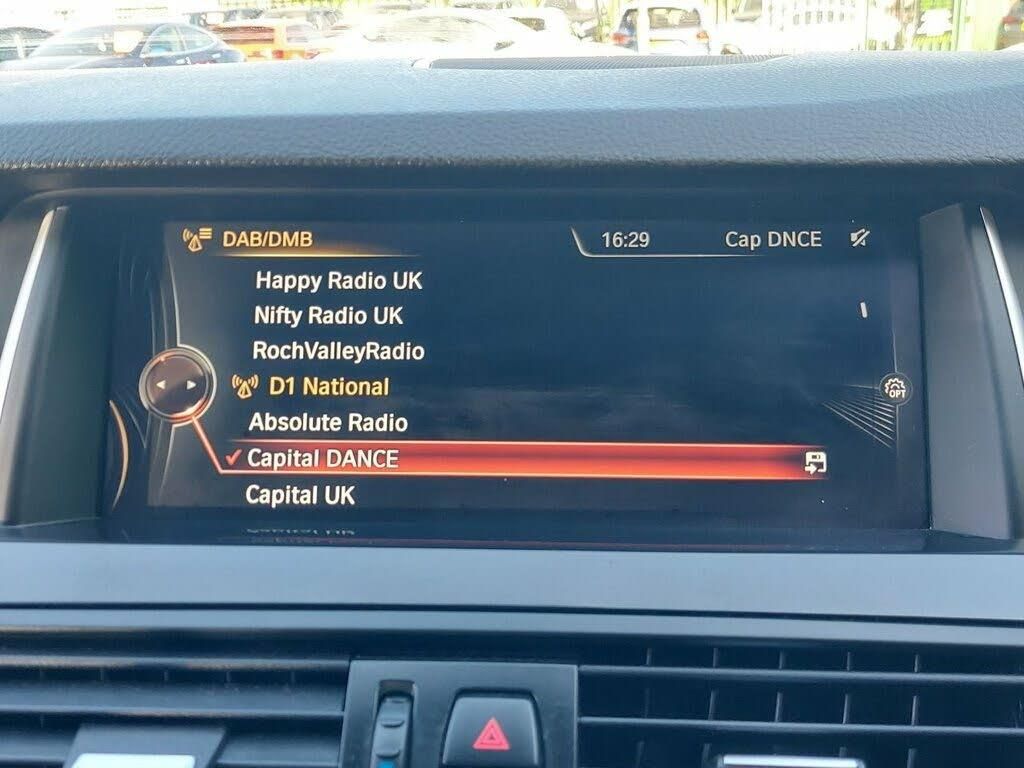 DAB/DMB 16:29 Cap DNCE
Happy Radio UK
Nifty Radio UK
RochValleyRadio
D1 National
OPT
Absolute Radio
Capital DANCE
Capital UK